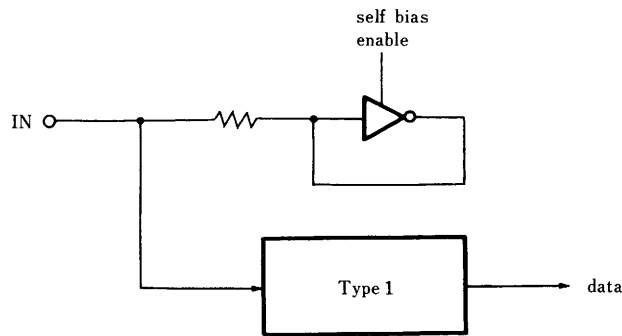 self bias
enable
IN
Type 1
data